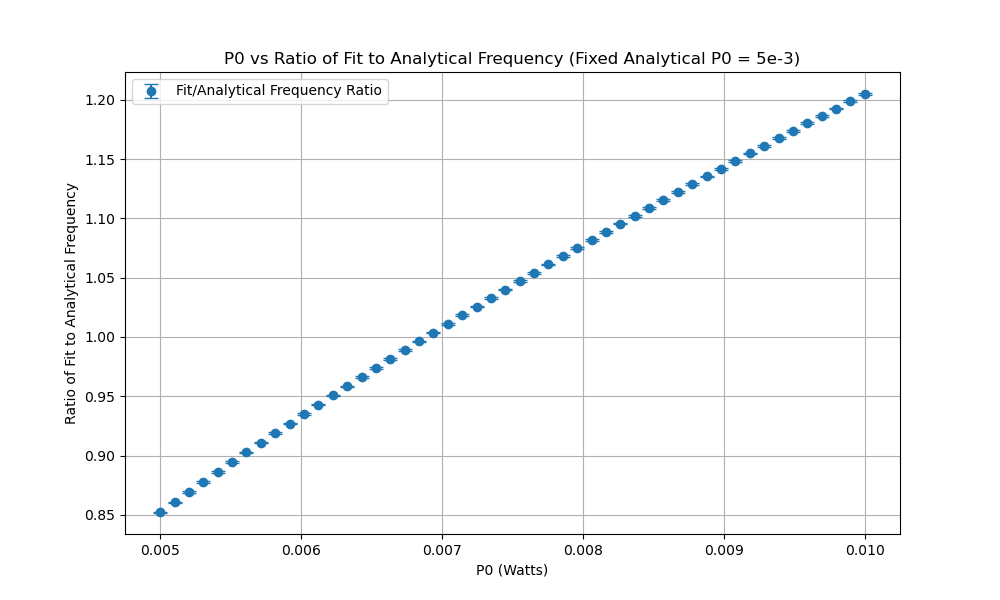 P0 vs Ratio of Fit to Analytical Frequency (Fixed Analytical P0 = 5e-3)
Fit/Analytical Frequency Ratio
Ratio of Fit to Analytical Frequency
1.20
1.15
1.10
1.05
1.00
0.95
0.90
0.85
0.005 0.006 0.007 0.008 0.009 0.010
P0 (Watts)